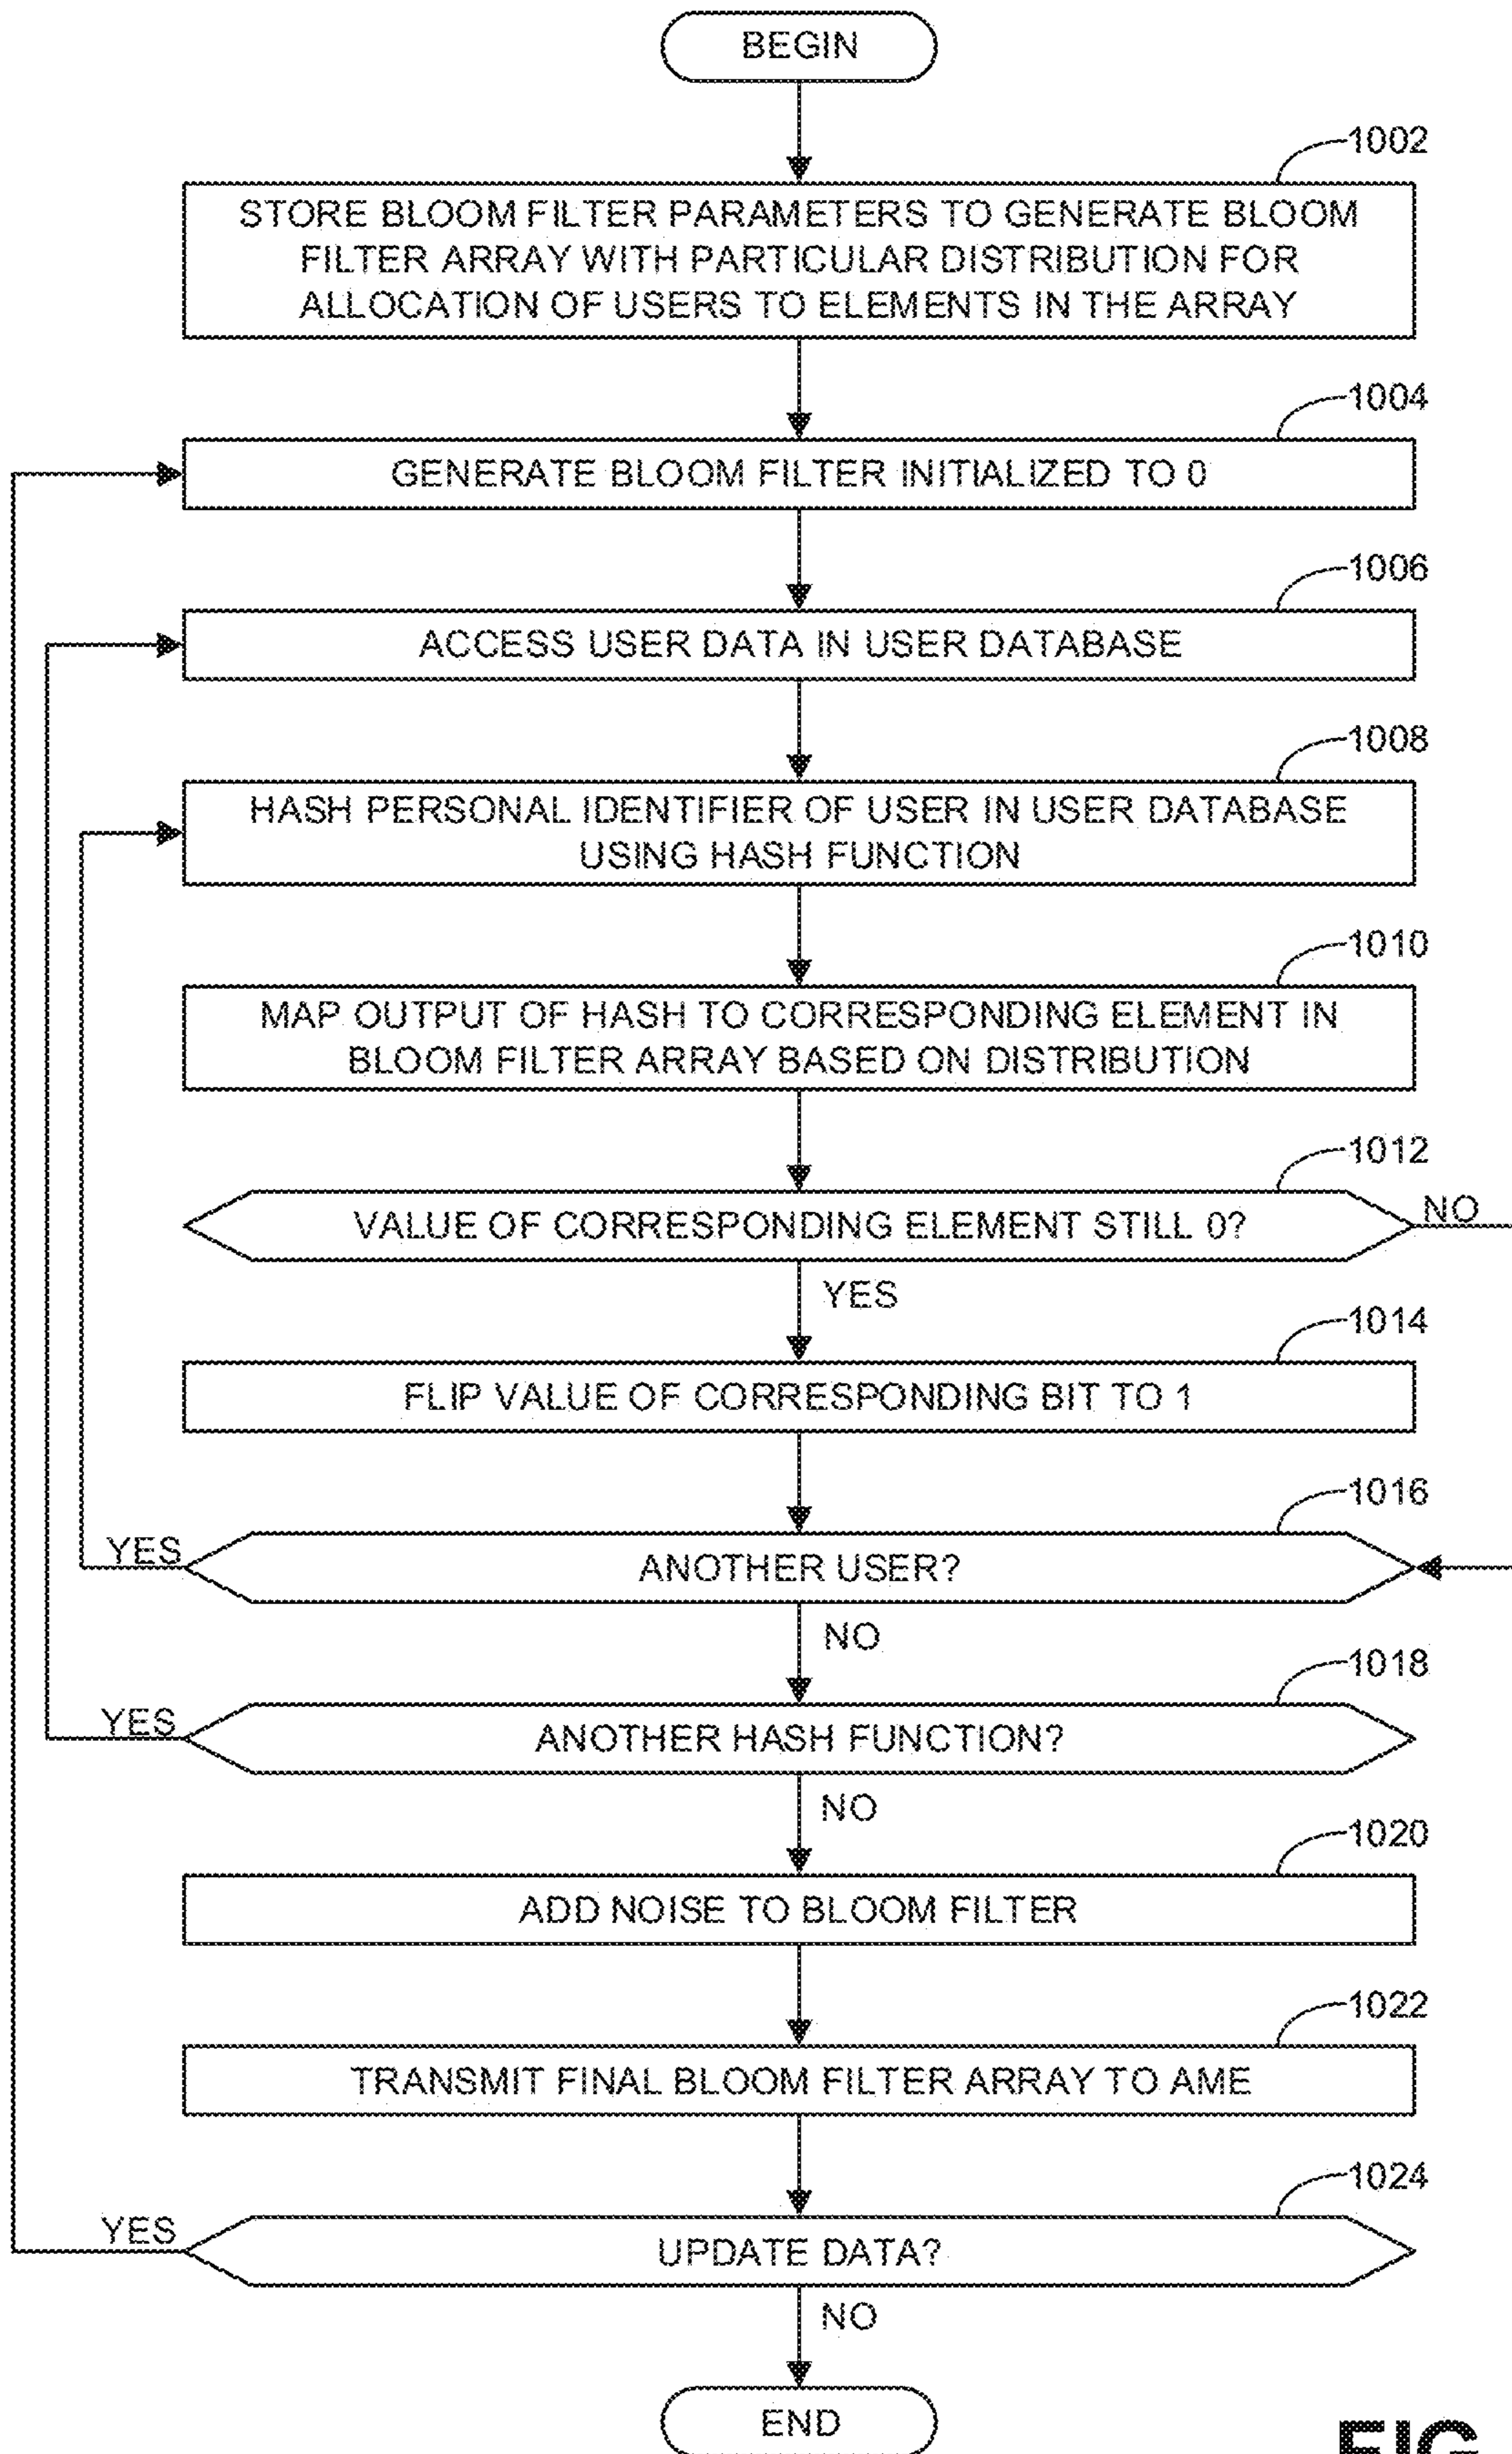 BEGIN
1002
STORE BLOOM FILTER PARAMETERS TO GENERATE BLOOM
FILTER ARRAY WITH PARTICULAR DISTRIBUTION FOR
ALLOCATION OF USERS TO ELEMENTS IN THE ARRAY
1004
GENERATE BLOOM FILTER INITIALIZED TO 0
1006
ACCESS USER DATA IN USER DATABASE
1008
HASH PERSONAL IDENTIFIER OF USER IN USER DATABASE
USING HASH FUNCTION
1010
MAP OUTPUT OF HASH TO CORRESPONDING ELEMENT IN
BLOOM FILTER ARRAY BASED ON DISTRIBUTION
1012
VALUE OF CORRESPONDING ELEMENT STILL 0?
NO
YES
1014
FLIP VALUE OF CORRESPONDING BIT TO 1
1016
YES
ANOTHER USER?
NO
1018
YES
ANOTHER HASH FUNCTION?
NO
1020
ADD NOISE TO BLOOM FILTER
1022
TRANSMIT FINAL BLOOM FILTER ARRAY TO AME
1024
YES
UPDATE DATA?
NO
END
FIG